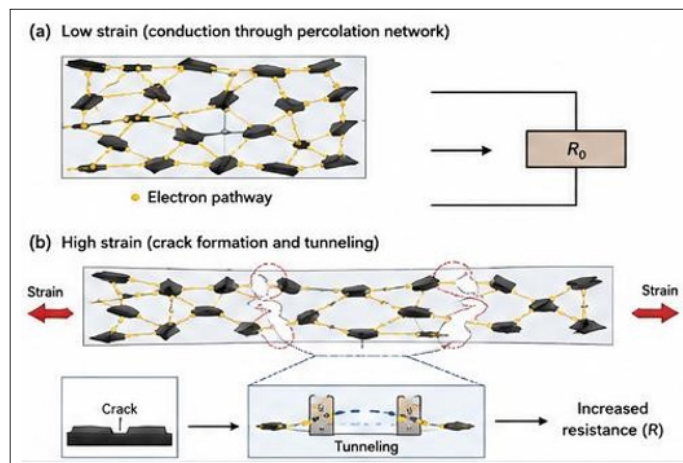 (a) Low strain (conduction through percolation network)
R0
Electron pathway
(b) High strain (crack formation and tunneling)
Strain
Strain
Crack
Tunneling
Increased
resistance (R)